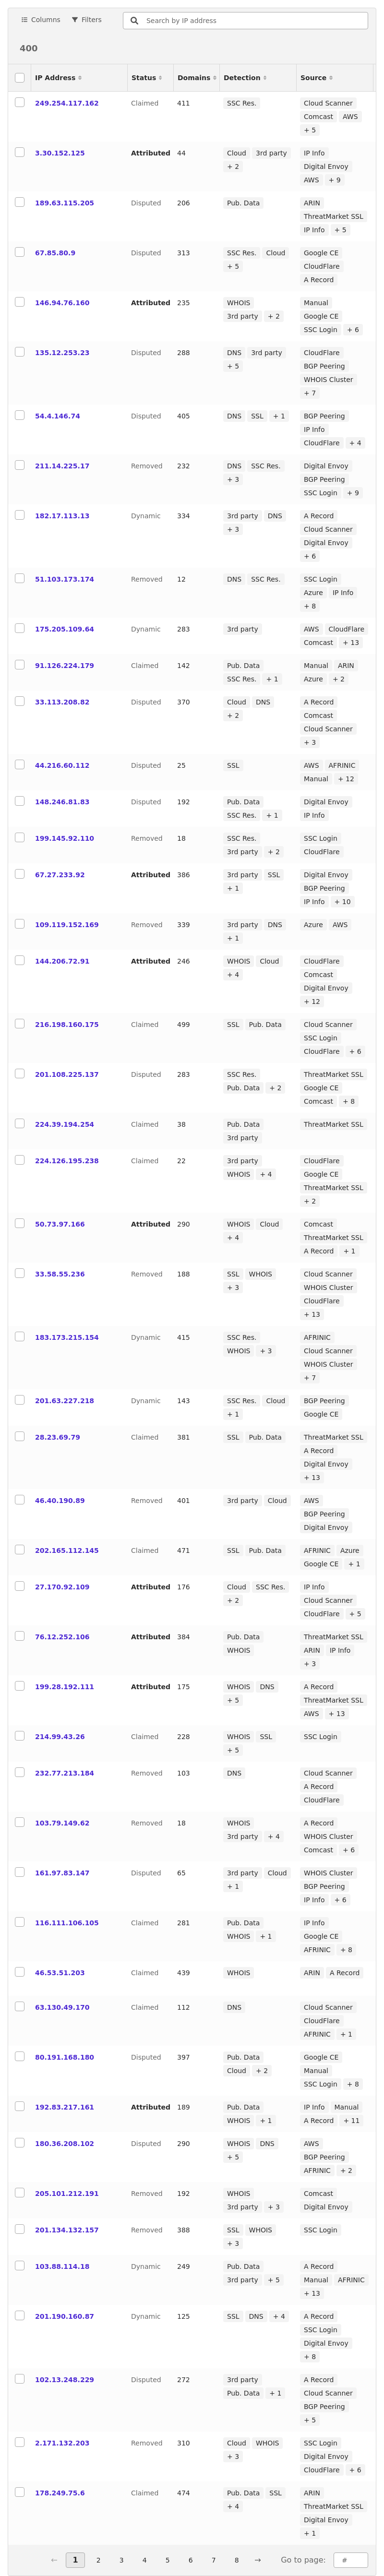 Columns Filters Search by IP address
400
IP Address Status Domains Detection Source
249.254.117.162 Claimed 411 SSC Res. Cloud Scanner
Comcast AWS
+ 5
3.30.152.125 Attributed 44 Cloud 3rd party IP Info
+ 2 Digital Envoy
AWS + 9
189.63.115.205 Disputed 206 Pub. Data ARIN
ThreatMarket SSL
IP Info + 5
67.85.80.9 Disputed 313 SSC Res. Cloud Google CE
+ 5 CloudFlare
A Record
146.94.76.160 Attributed 235 WHOIS Manual
3rd party + 2 Google CE
SSC Login + 6
135.12.253.23 Disputed 288 DNS 3rd party CloudFlare
+ 5 BGP Peering
WHOIS Cluster
+ 7
54.4.146.74 Disputed 405 DNS SSL + 1 BGP Peering
IP Info
CloudFlare + 4
211.14.225.17 Removed 232 DNS SSC Res. Digital Envoy
+ 3 BGP Peering
SSC Login + 9
182.17.113.13 Dynamic 334 3rd party DNS A Record
+ 3 Cloud Scanner
Digital Envoy
+ 6
51.103.173.174 Removed 12 DNS SSC Res. SSC Login
Azure IP Info
+ 8
175.205.109.64 Dynamic 283 3rd party AWS CloudFlare
Comcast + 13
91.126.224.179 Claimed 142 Pub. Data Manual ARIN
SSC Res. + 1 Azure + 2
33.113.208.82 Disputed 370 Cloud DNS A Record
+ 2 Comcast
Cloud Scanner
+ 3
44.216.60.112 Disputed 25 SSL AWS AFRINIC
Manual + 12
148.246.81.83 Disputed 192 Pub. Data Digital Envoy
SSC Res. + 1 IP Info
199.145.92.110 Removed 18 SSC Res. SSC Login
3rd party + 2 CloudFlare
67.27.233.92 Attributed 386 3rd party SSL Digital Envoy
+ 1 BGP Peering
IP Info + 10
109.119.152.169 Removed 339 3rd party DNS Azure AWS
+ 1
144.206.72.91 Attributed 246 WHOIS Cloud CloudFlare
+ 4 Comcast
Digital Envoy
+ 12
216.198.160.175 Claimed 499 SSL Pub. Data Cloud Scanner
SSC Login
CloudFlare + 6
201.108.225.137 Disputed 283 SSC Res. ThreatMarket SSL
Pub. Data + 2 Google CE
Comcast + 8
224.39.194.254 Claimed 38 Pub. Data ThreatMarket SSL
3rd party
224.126.195.238 Claimed 22 3rd party CloudFlare
WHOIS + 4 Google CE
ThreatMarket SSL
+ 2
50.73.97.166 Attributed 290 WHOIS Cloud Comcast
+ 4 ThreatMarket SSL
A Record + 1
33.58.55.236 Removed 188 SSL WHOIS Cloud Scanner
+ 3 WHOIS Cluster
CloudFlare
+ 13
183.173.215.154 Dynamic 415 SSC Res. AFRINIC
WHOIS + 3 Cloud Scanner
WHOIS Cluster
+ 7
201.63.227.218 Dynamic 143 SSC Res. Cloud BGP Peering
+ 1 Google CE
28.23.69.79 Claimed 381 SSL Pub. Data ThreatMarket SSL
A Record
Digital Envoy
+ 13
46.40.190.89 Removed 401 3rd party Cloud AWS
BGP Peering
Digital Envoy
202.165.112.145 Claimed 471 SSL Pub. Data AFRINIC Azure
Google CE + 1
27.170.92.109 Attributed 176 Cloud SSC Res. IP Info
+ 2 Cloud Scanner
CloudFlare + 5
76.12.252.106 Attributed 384 Pub. Data ThreatMarket SSL
WHOIS ARIN IP Info
+ 3
199.28.192.111 Attributed 175 WHOIS DNS A Record
+ 5 ThreatMarket SSL
AWS + 13
214.99.43.26 Claimed 228 WHOIS SSL SSC Login
+ 5
232.77.213.184 Removed 103 DNS Cloud Scanner
A Record
CloudFlare
103.79.149.62 Removed 18 WHOIS A Record
3rd party + 4 WHOIS Cluster
Comcast + 6
161.97.83.147 Disputed 65 3rd party Cloud WHOIS Cluster
+ 1 BGP Peering
IP Info + 6
116.111.106.105 Claimed 281 Pub. Data IP Info
WHOIS + 1 Google CE
AFRINIC + 8
46.53.51.203 Claimed 439 WHOIS ARIN A Record
63.130.49.170 Claimed 112 DNS Cloud Scanner
CloudFlare
AFRINIC + 1
80.191.168.180 Disputed 397 Pub. Data Google CE
Cloud + 2 Manual
SSC Login + 8
192.83.217.161 Attributed 189 Pub. Data IP Info Manual
WHOIS + 1 A Record + 11
180.36.208.102 Disputed 290 WHOIS DNS AWS
+ 5 BGP Peering
AFRINIC + 2
205.101.212.191 Removed 192 WHOIS Comcast
3rd party + 3 Digital Envoy
201.134.132.157 Removed 388 SSL WHOIS SSC Login
+ 3
103.88.114.18 Dynamic 249 Pub. Data A Record
3rd party + 5 Manual AFRINIC
+ 13
201.190.160.87 Dynamic 125 SSL DNS + 4 A Record
SSC Login
Digital Envoy
+ 8
102.13.248.229 Disputed 272 3rd party A Record
Pub. Data + 1 Cloud Scanner
BGP Peering
+ 5
2.171.132.203 Removed 310 Cloud WHOIS SSC Login
+ 3 Digital Envoy
CloudFlare + 6
178.249.75.6 Claimed 474 Pub. Data SSL ARIN
+ 4 ThreatMarket SSL
Digital Envoy
+ 1
← 1 2 3 4 5 6 7 8 → Go to page: #